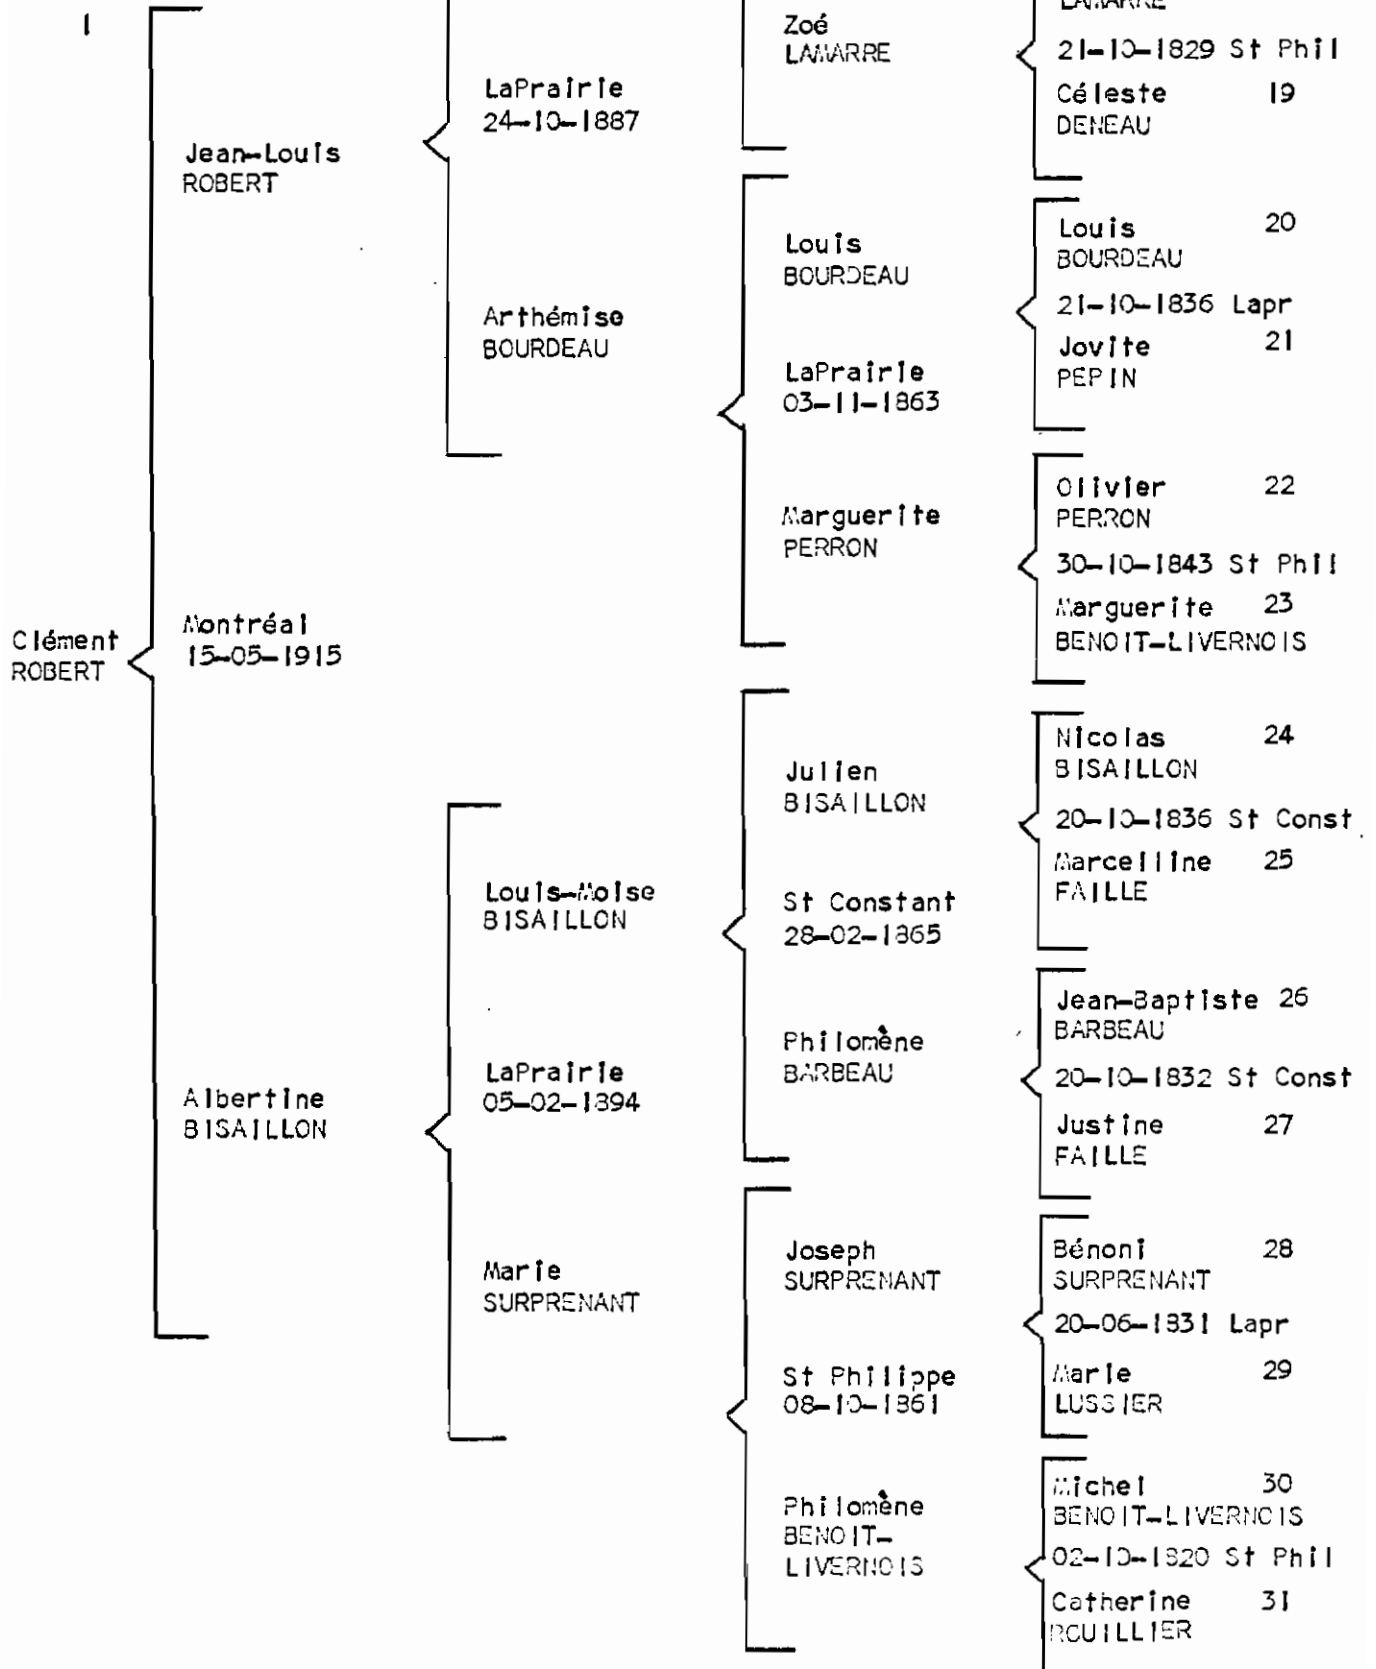 1
Clément
ROBERT
Jean-Louis
ROBERT
Montréal
15-05-1915
Albertine
BISAILLON
LaPrairie
24-10-1887
Arthémise
BOURDEAU
Louis-Moise
BISAILLON
LaPrairie
05-02-1894
Marie
SURPRENANT
Zoé
LAMARRE
Louis
BOURDEAU
LaPrairie
03-11-1863
Marguerite
PERRON
Julien
BISAILLON
St Constant
28-02-1865
Philomène
BARBEAU
Joseph
SURPRENANT
St Philippe
08-10-1861
Philomène
BENOIT-
LIVERNOIS
LAMARRE
21-10-1829 St Phil
Céleste 19
DENEAU
Louis 20
BOURDEAU
21-10-1836 Lapr
Jovite 21
PEPIN
Olivier 22
PERRON
30-10-1843 St Phil
Marguerite 23
BENOIT-LIVERNOIS
Nicolas 24
BISAILLON
20-10-1836 St Const
Marcelline 25
FAILLE
Jean-Baptiste 26
BARBEAU
20-10-1832 St Const
Justine 27
FAILLE
Bénoni 28
SURPRENANT
20-06-1831 Lapr
Marie 29
LUSSIER
Michel 30
BENOIT-LIVERNOIS
02-10-1820 St Phil
Catherine 31
ROUILLIER